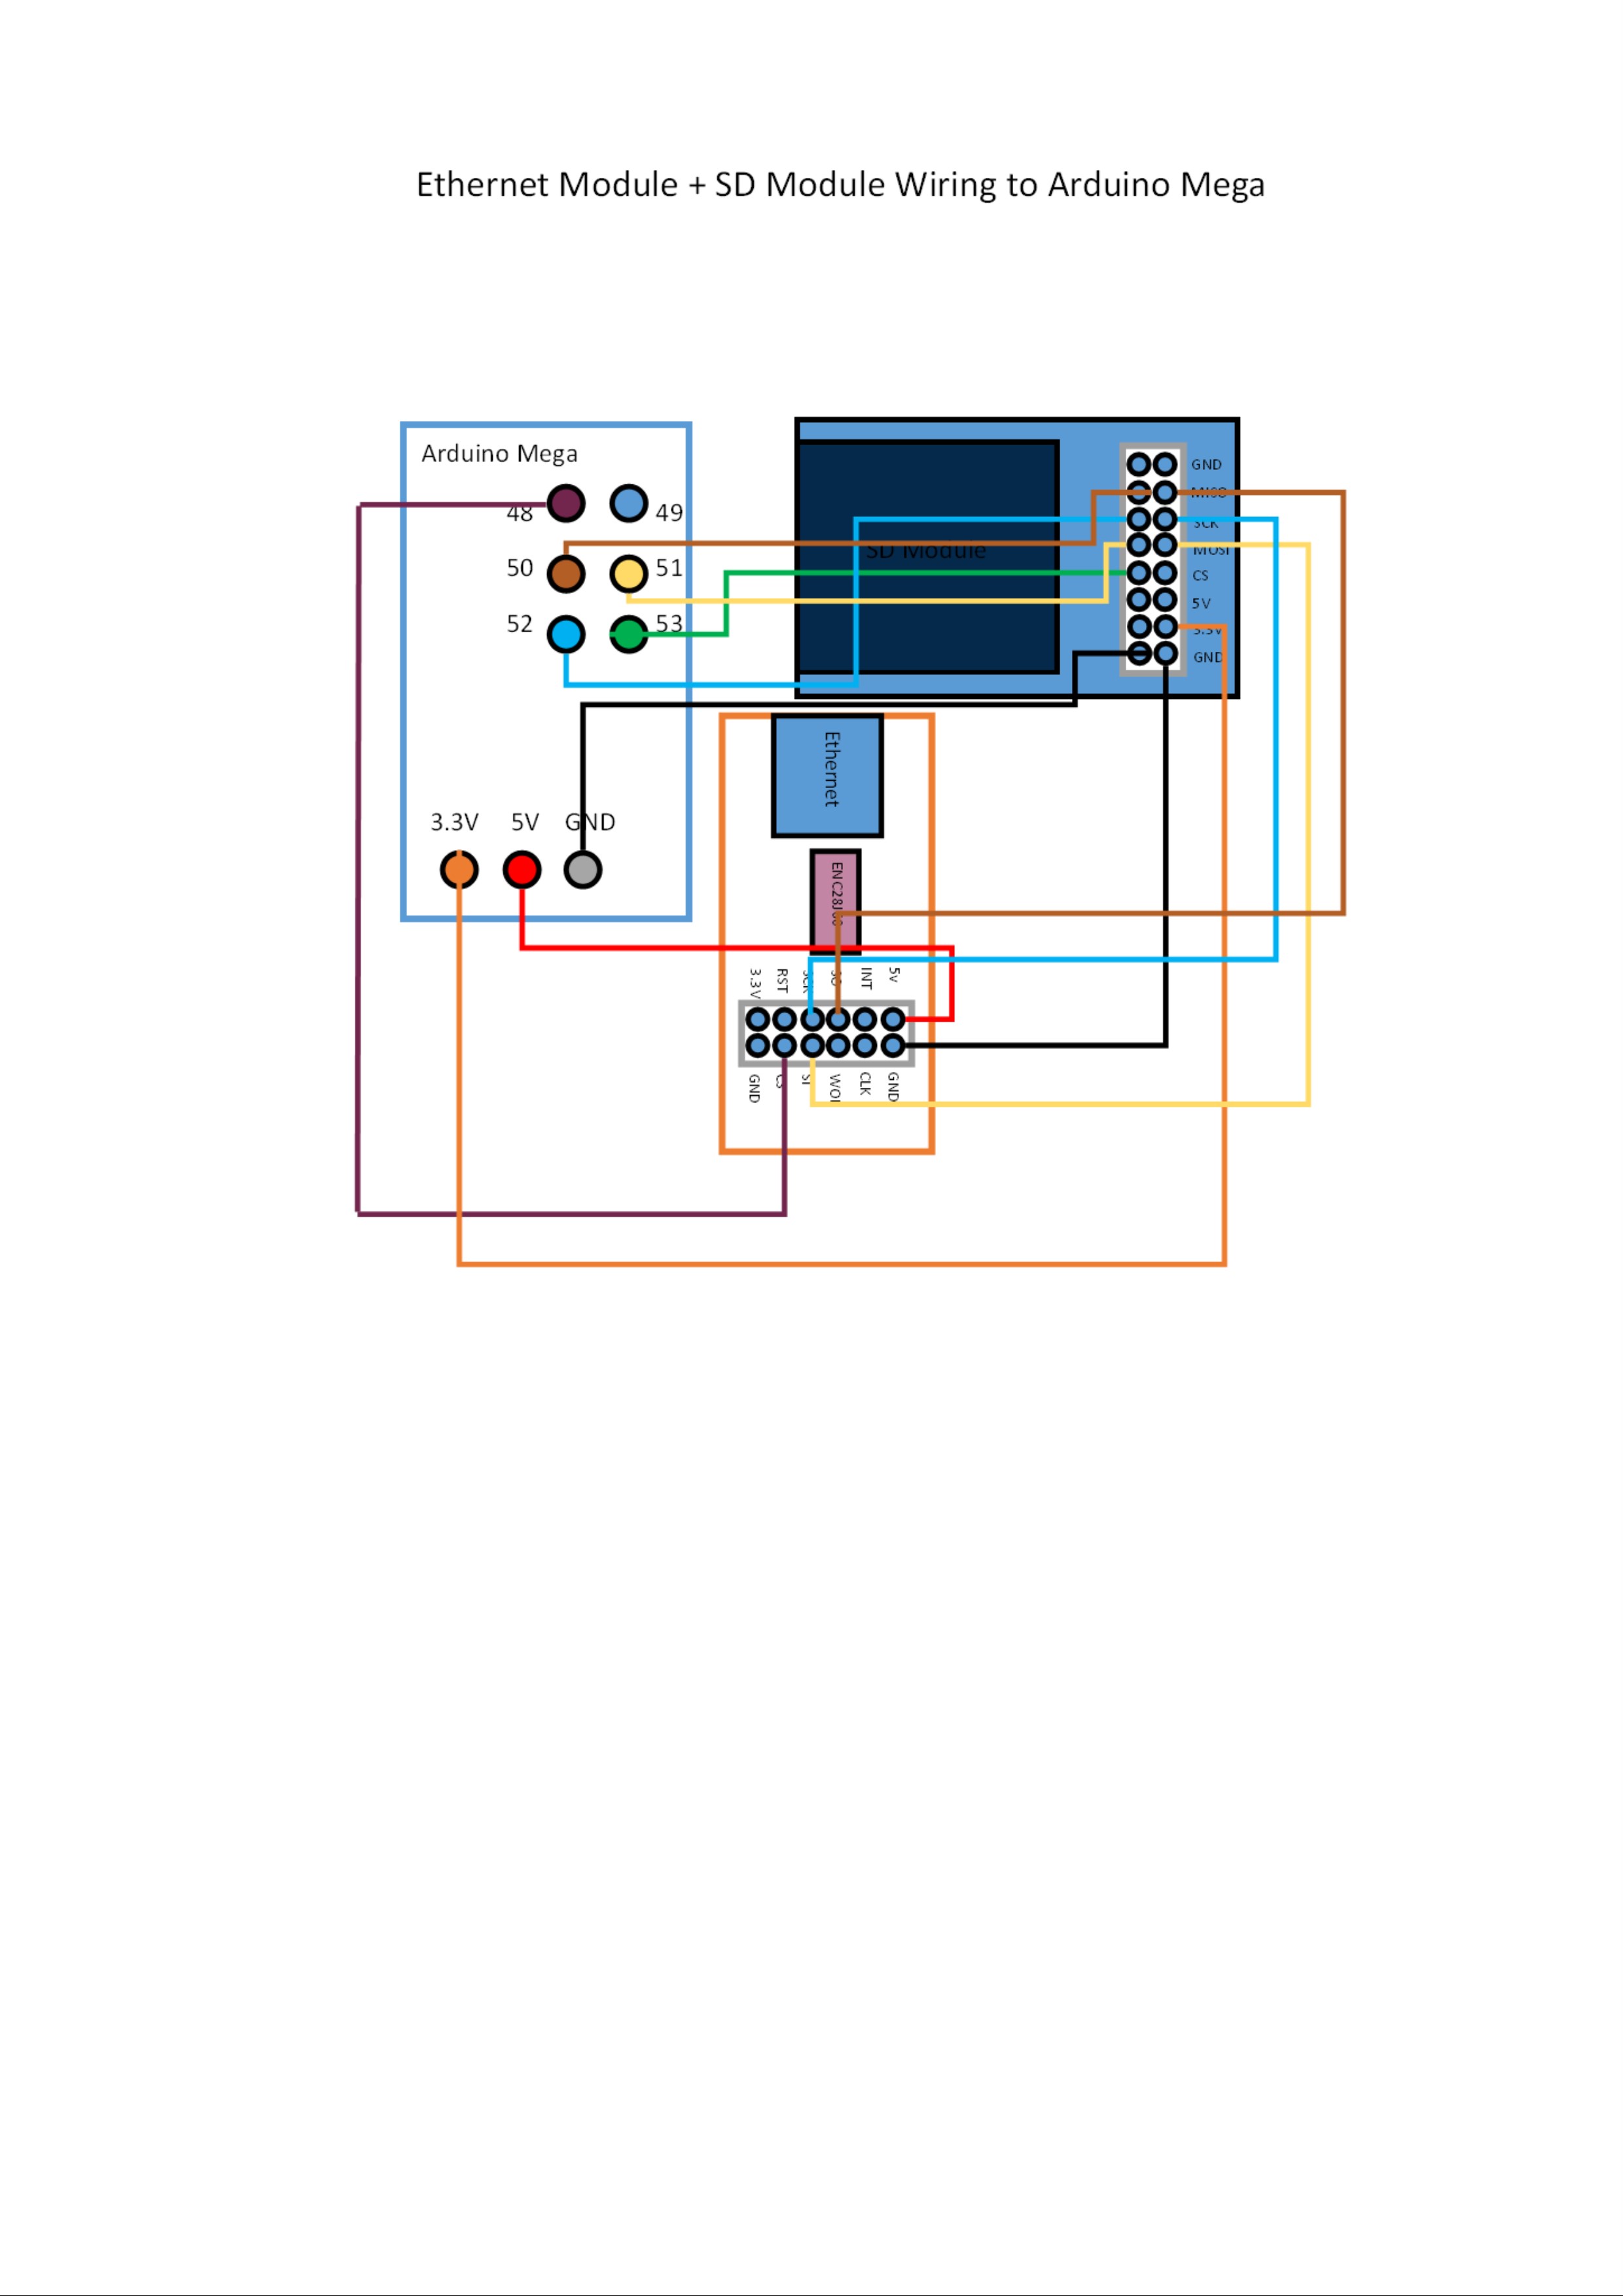 Ethernet Module + SD Module Wiring to Arduino Mega
Arduino Mega
48
49
50
51
52
53
3.3V
5V
GND
SD Module
GND
MISO
SCK
MOSI
CS
5V
3.3V
GND
Ethernet
ENC28J60
3.3V
RST
SCK
SO
INT
5v
GND
CS
SI
WOL
CLK
GND